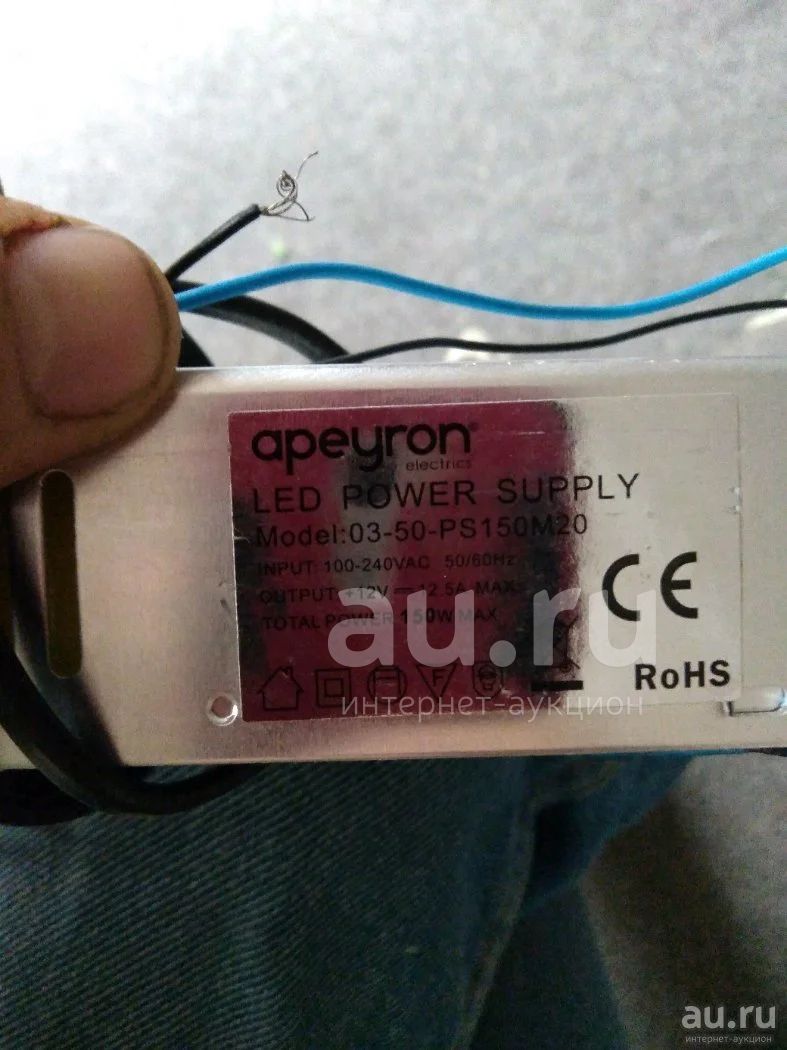 apeyron®
electrics
LED POWER SUPPLY
Model:03-50-PS150M20
INPUT: 100-240VAC 50/60Hz
OUTPUT: +12V 12.5A MAX
TOTAL POWER 150W MAX
CE
F
RoHS
au.ru
интернет-аукцион
au.ru
интернет-аукцион